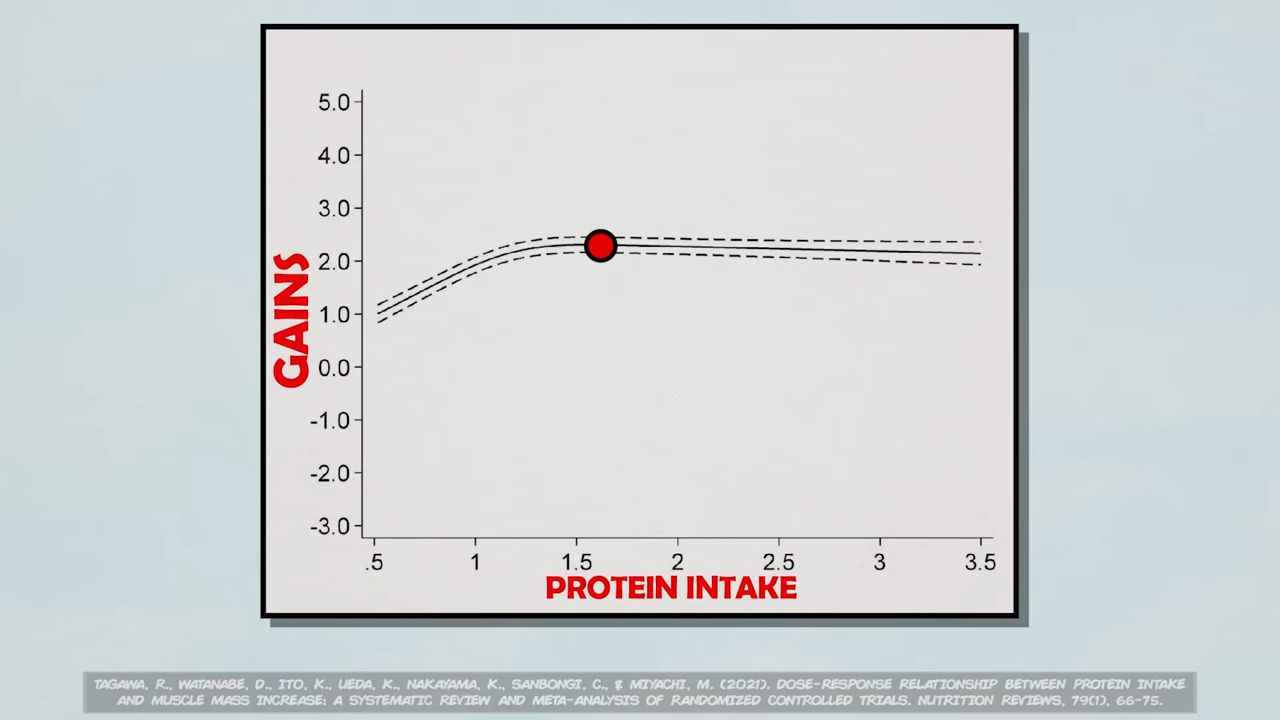 5.0
4.0
3.0
2.0
1.0
0.0
-1.0
-2.0
-3.0
GAINS
.5 1 1.5 2 2.5 3 3.5
PROTEIN INTAKE
TAGAWA, R., WATANABE, D., ITO, K., UEDA, K., NAKAYAMA, K., SANBONGI, C., & MIYACHI, M. (2021). DOSE-RESPONSE RELATIONSHIP BETWEEN PROTEIN INTAKE
AND MUSCLE MASS INCREASE: A SYSTEMATIC REVIEW AND META-ANALYSIS OF RANDOMIZED CONTROLLED TRIALS. NUTRITION REVIEWS, 79(1), 66-75.